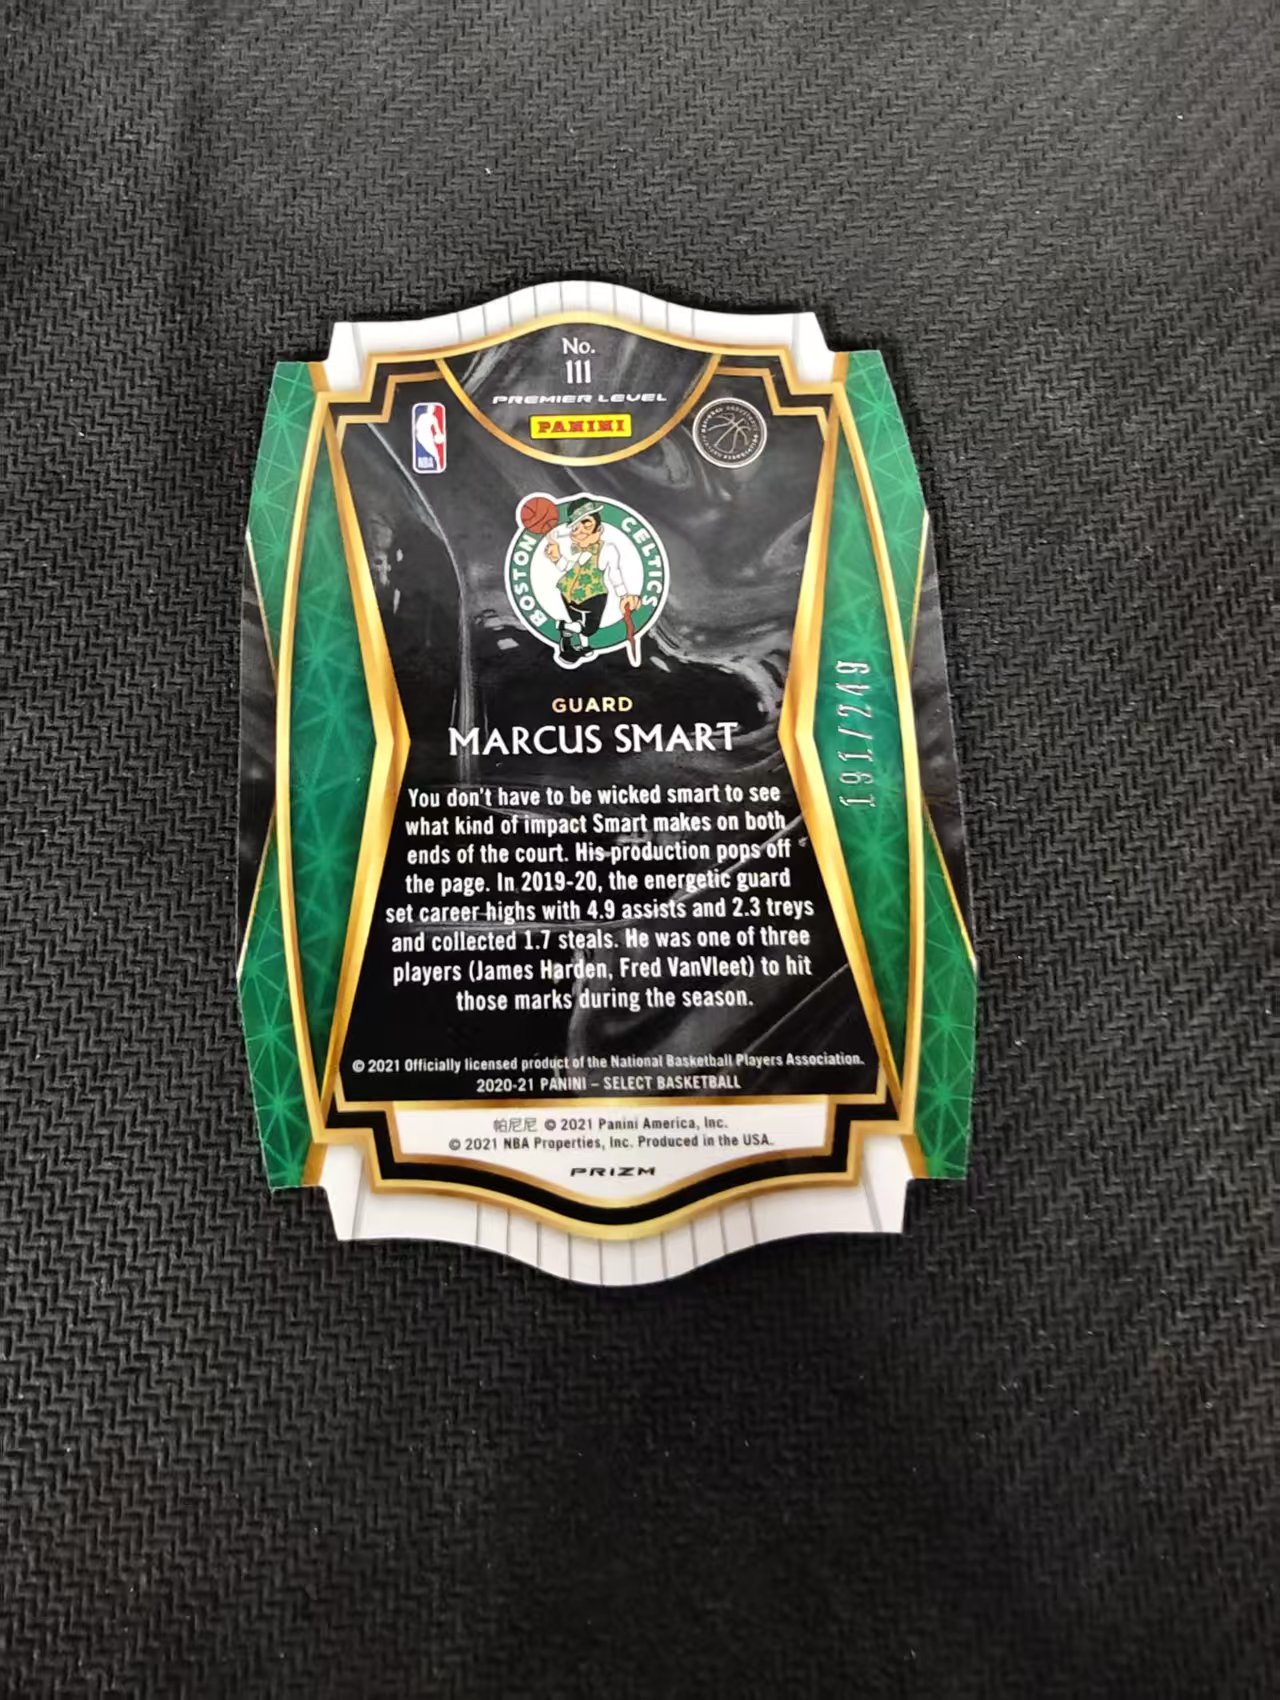 No.
111
PREMIER LEVEL
PANINI
NBA
BOSTON CELTICS
GUARD
MARCUS SMART
191/249
You don't have to be wicked smart to see
what kind of impact Smart makes on both
ends of the court. His production pops off
the page. In 2019-20, the energetic guard
set career highs with 4.9 assists and 2.3 treys
and collected 1.7 steals. He was one of three
players (James Harden, Fred VanVleet) to hit
those marks during the season.
© 2021 Officially licensed product of the National Basketball Players Association.
2020-21 PANINI – SELECT BASKETBALL
帕尼尼 © 2021 Panini America, Inc.
© 2021 NBA Properties, Inc. Produced in the USA.
PRIZM